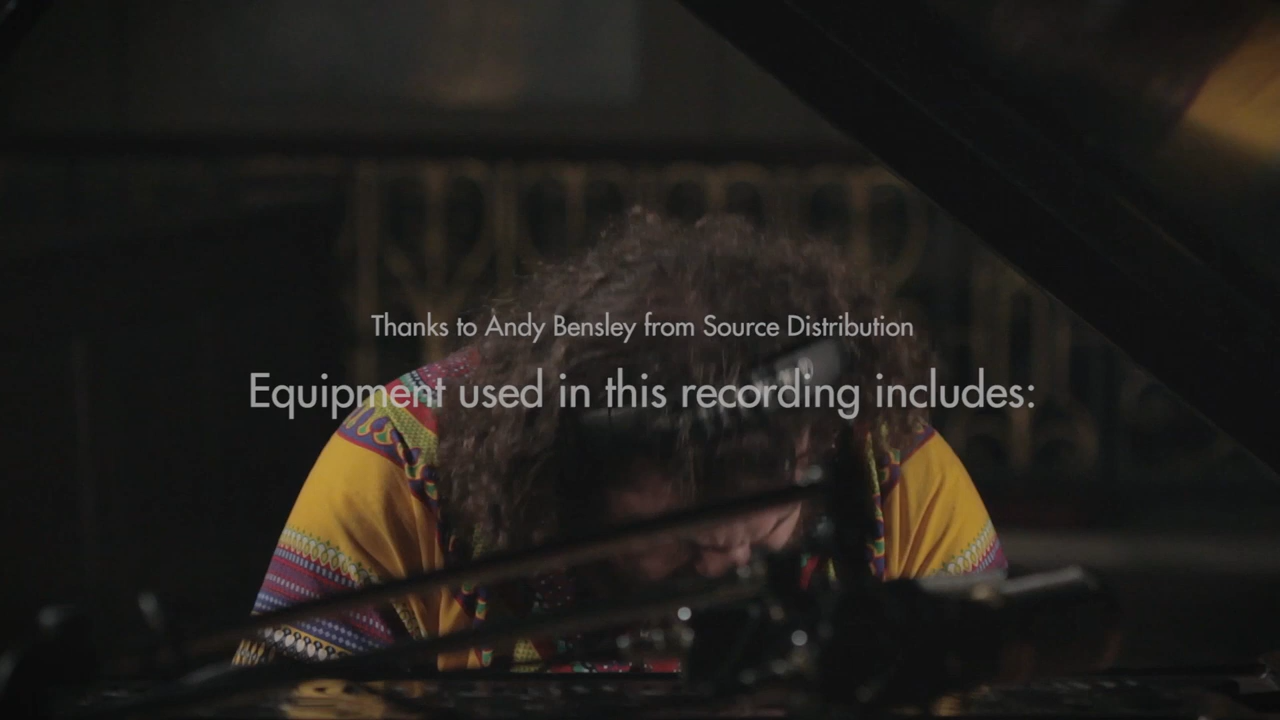 Thanks to Andy Bensley from Source Distribution
Equipment used in this recording includes: